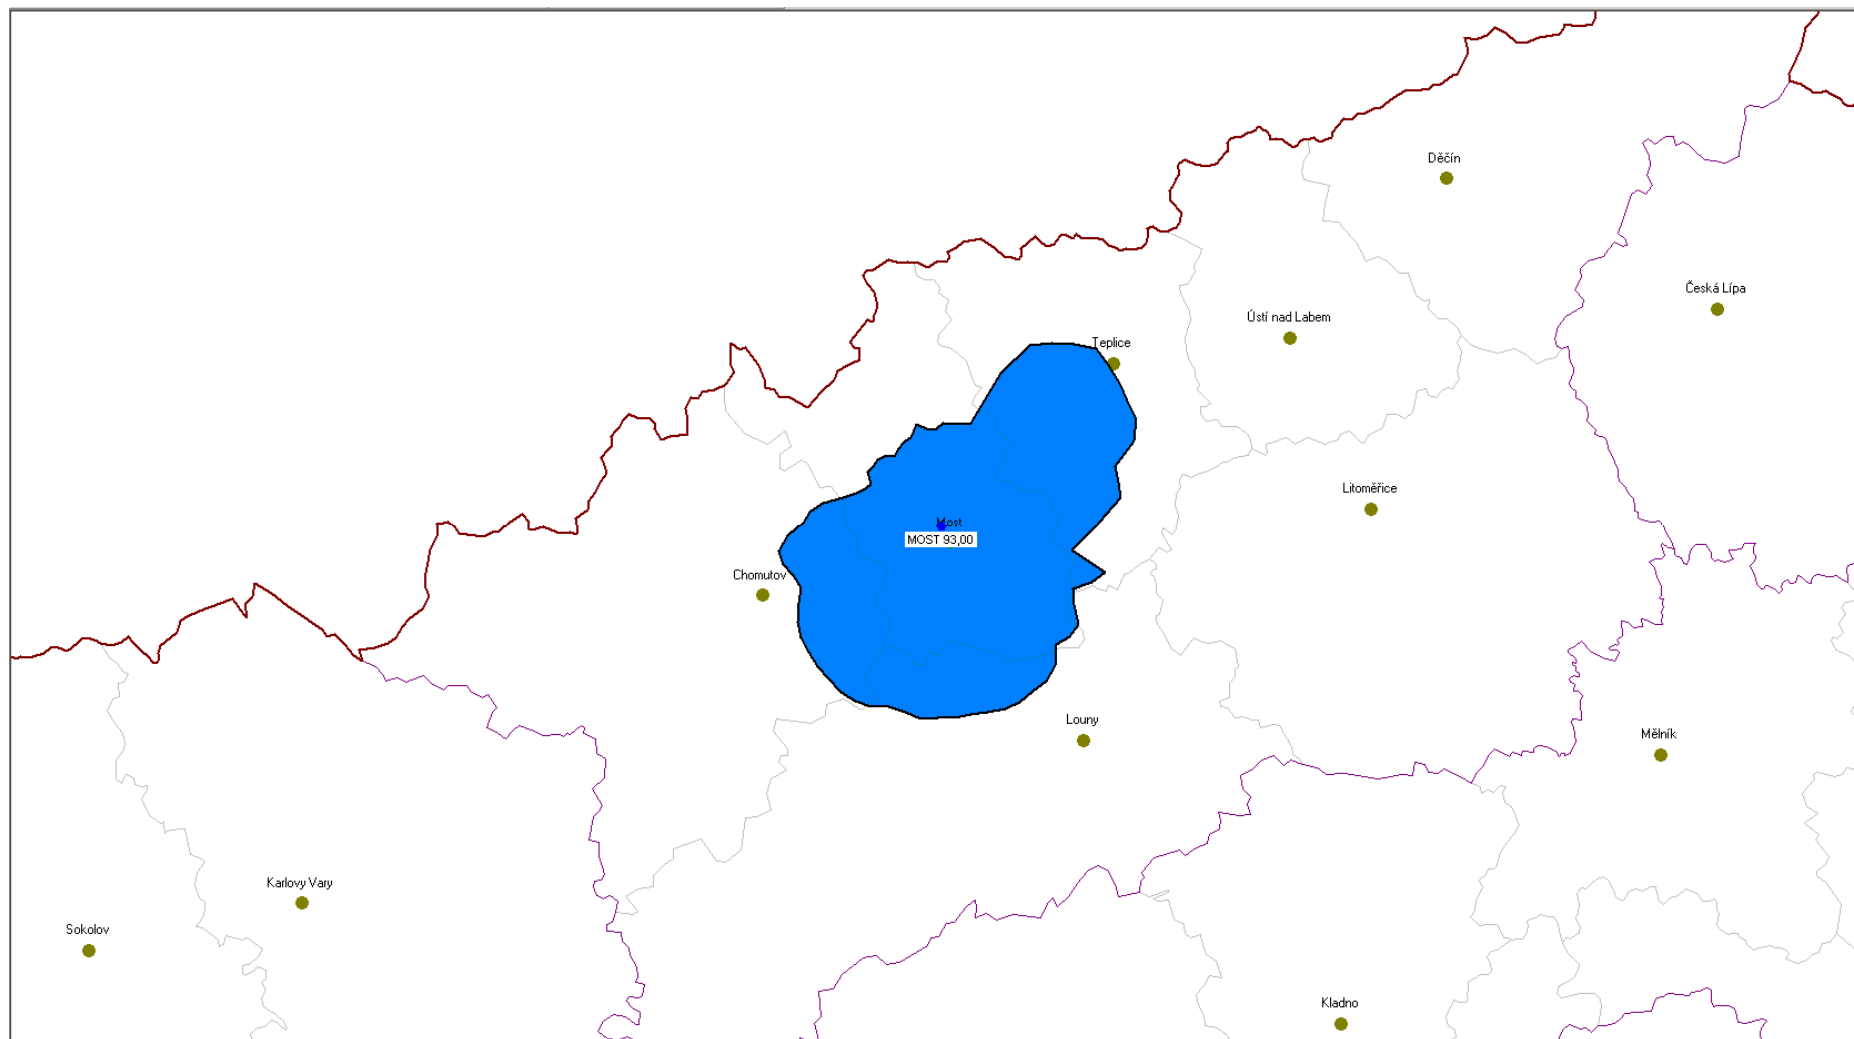 Děčín
Česká Lípa
Ústí nad Labem
Teplice
Litoměřice
Most
MOST 93,00
Chomutov
Louny
Mělník
Karlovy Vary
Sokolov
Kladno